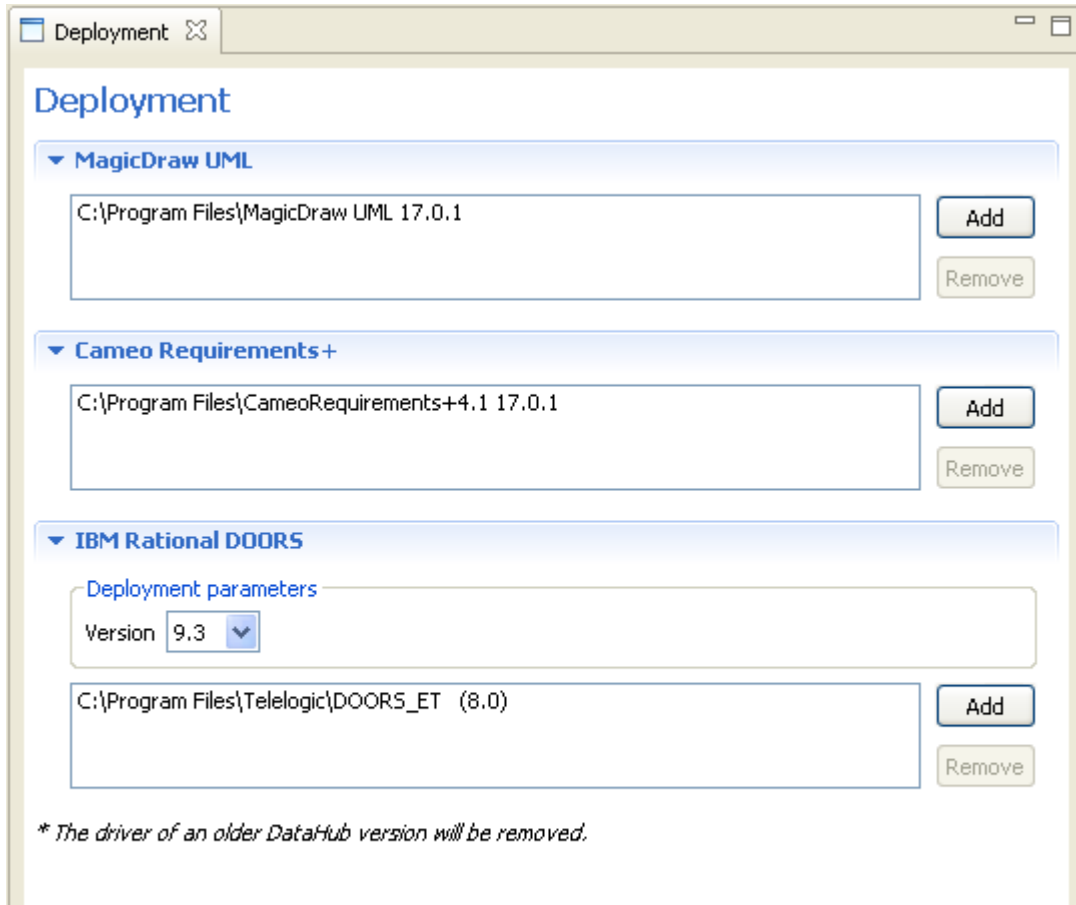 Deployment
Deployment
MagicDraw UML
C:\Program Files\MagicDraw UML 17.0.1
Add
Remove
Cameo Requirements+
C:\Program Files\CameoRequirements+4.1 17.0.1
Add
Remove
IBM Rational DOORS
Deployment parameters
Version 9.3
C:\Program Files\Telelogic\DOORS_ET (8.0)
Add
Remove
* The driver of an older DataHub version will be removed.